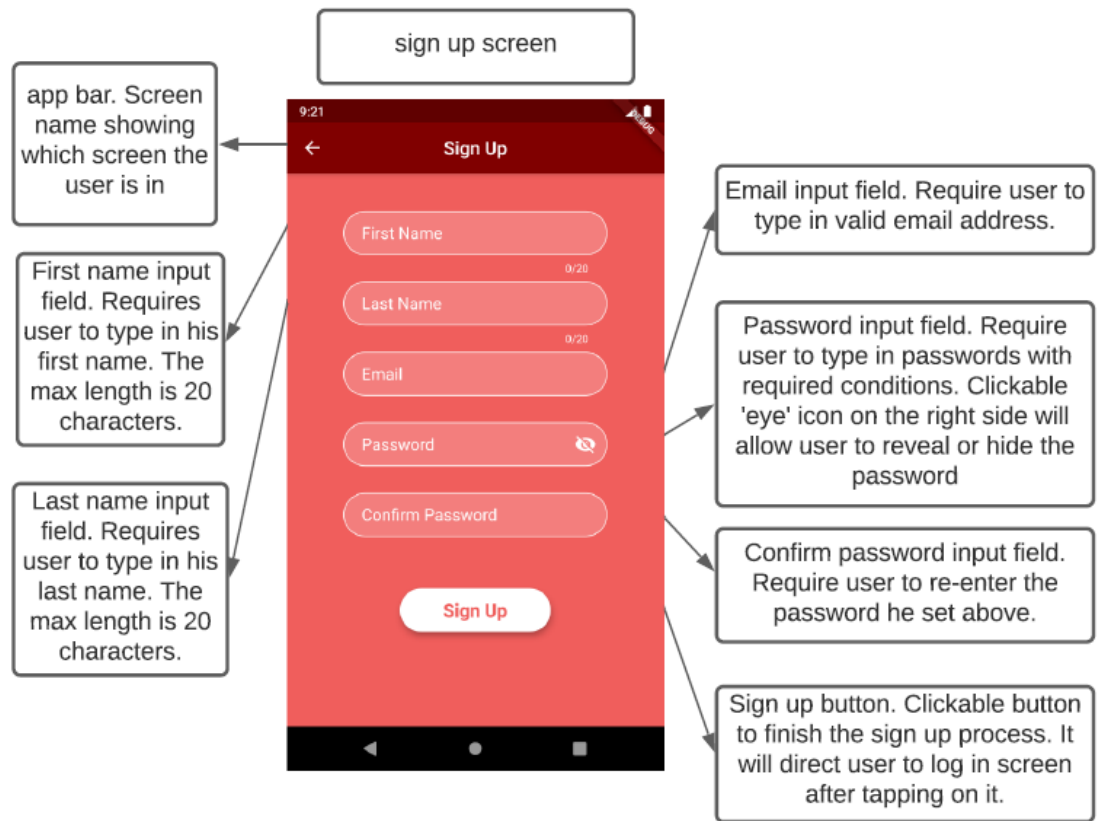 sign up screen
app bar. Screen
name showing
which screen the
user is in
First name input
field. Requires
user to type in his
first name. The
max length is 20
characters.
Last name input
field. Requires
user to type in his
last name. The
max length is 20
characters.
9:21
DEBUG
Sign Up
First Name
0/20
Last Name
0/20
Email
Password
Confirm Password
Sign Up
Email input field. Require user to
type in valid email address.
Password input field. Require
user to type in passwords with
required conditions. Clickable
'eye' icon on the right side will
allow user to reveal or hide the
password
Confirm password input field.
Require user to re-enter the
password he set above.
Sign up button. Clickable button
to finish the sign up process. It
will direct user to log in screen
after tapping on it.